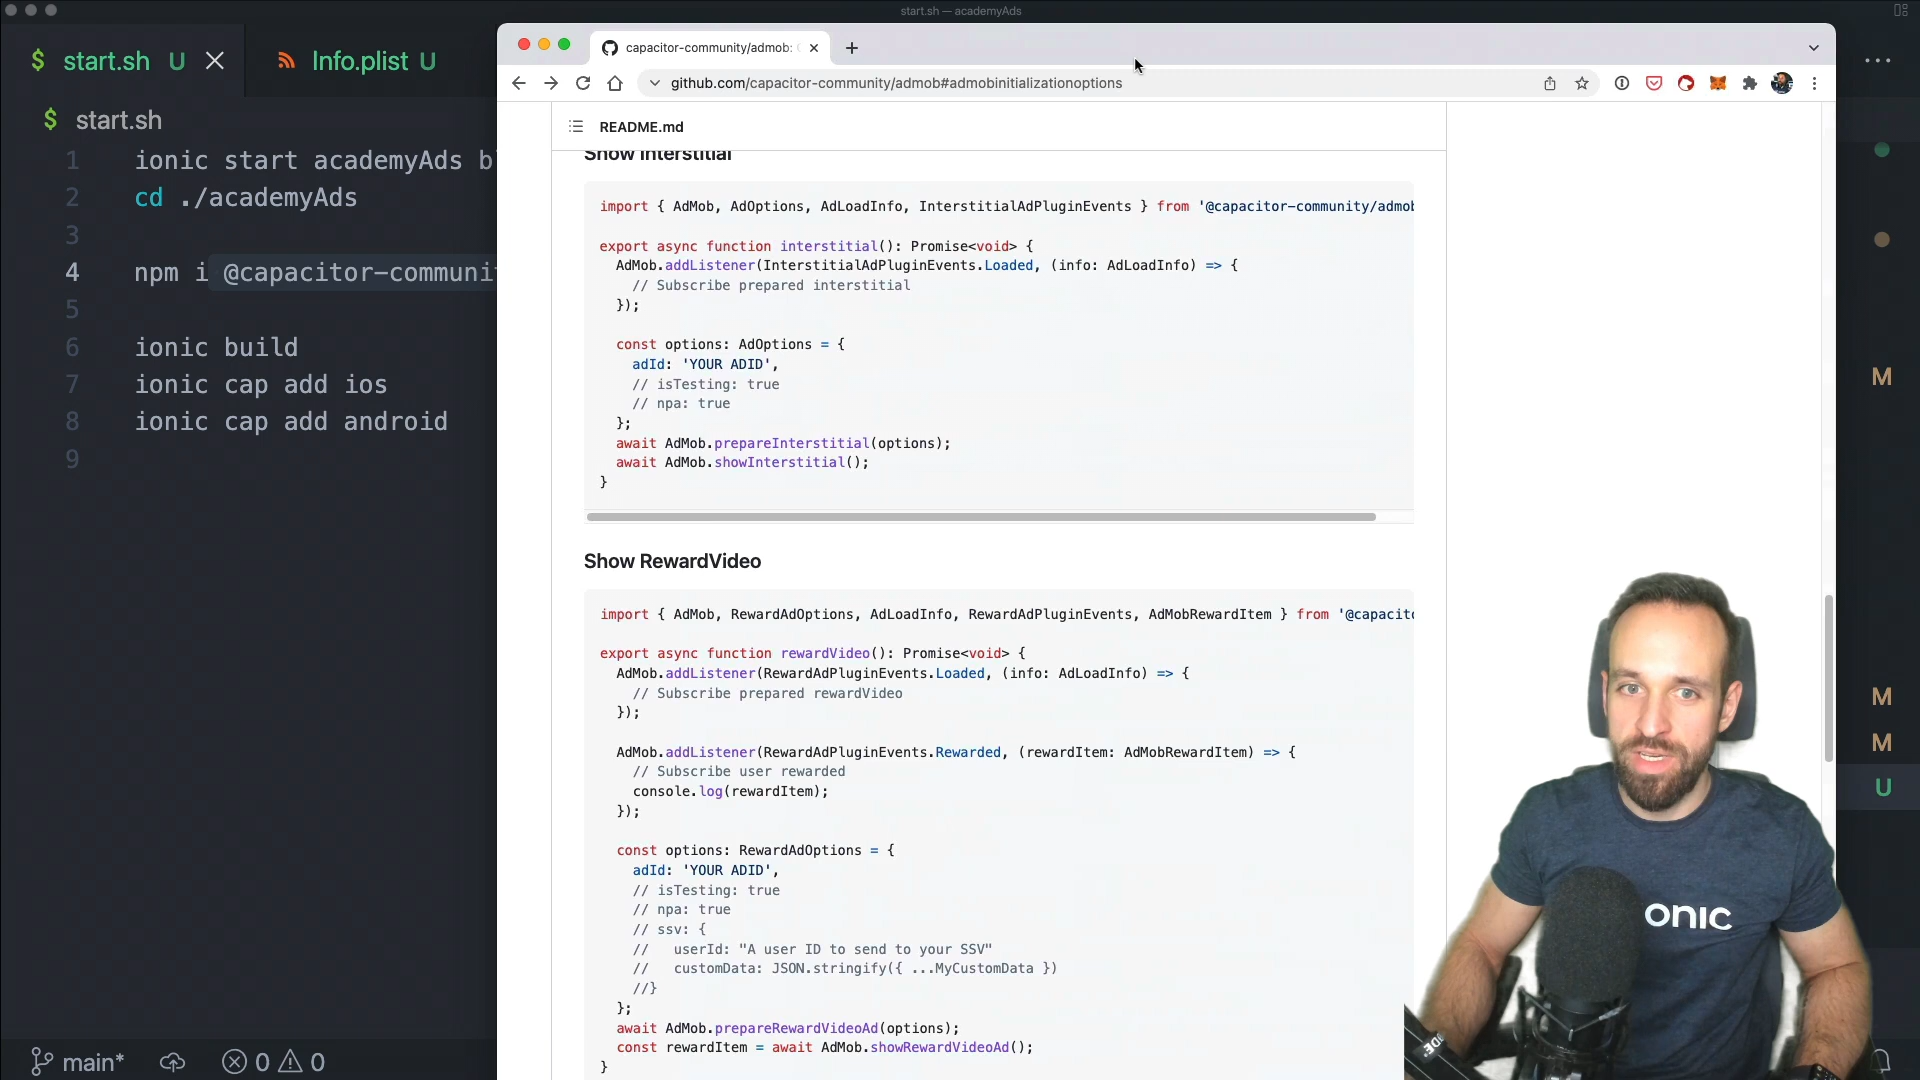 start.sh — academyAds
$ start.sh U
Info.plist U
$ start.sh
1 ionic start academyAds b
2 cd ./academyAds
3
4 npm i @capacitor-communi
5
6 ionic build
7 ionic cap add ios
8 ionic cap add android
9
main*
0 0
capacitor-community/admob:
github.com/capacitor-community/admob#admobinitializationoptions
README.md
Show Interstitial
import { AdMob, AdOptions, AdLoadInfo, InterstitialAdPluginEvents } from '@capacitor-community/admob
export async function interstitial(): Promise<void> {
AdMob.addListener(InterstitialAdPluginEvents.Loaded, (info: AdLoadInfo) => {
// Subscribe prepared interstitial
});
const options: AdOptions = {
adId: 'YOUR ADID',
// isTesting: true
// npa: true
};
await AdMob.prepareInterstitial(options);
await AdMob.showInterstitial();
}
Show RewardVideo
import { AdMob, RewardAdOptions, AdLoadInfo, RewardAdPluginEvents, AdMobRewardItem } from '@capacito
export async function rewardVideo(): Promise<void> {
AdMob.addListener(RewardAdPluginEvents.Loaded, (info: AdLoadInfo) => {
// Subscribe prepared rewardVideo
});
AdMob.addListener(RewardAdPluginEvents.Rewarded, (rewardItem: AdMobRewardItem) => {
// Subscribe user rewarded
console.log(rewardItem);
});
const options: RewardAdOptions = {
adId: 'YOUR ADID',
// isTesting: true
// npa: true
// ssv: {
//   userId: "A user ID to send to your SSV"
//   customData: JSON.stringify({ ...MyCustomData })
//}
};
await AdMob.prepareRewardVideoAd(options);
const rewardItem = await AdMob.showRewardVideoAd();
}
M
M
M
U
onic